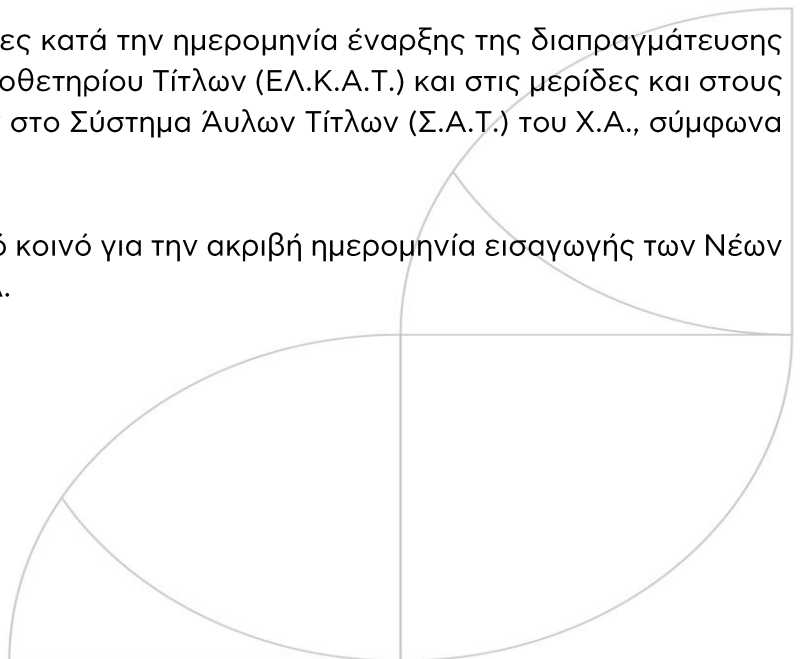 ες κατά την ημερομηνία έναρξης της διαπραγμάτευσης
οθετηρίου Τίτλων (ΕΛ.Κ.Α.Τ.) και στις μερίδες και στους
στο Σύστημα Άυλων Τίτλων (Σ.Α.Τ.) του Χ.Α., σύμφωνα
ό κοινό για την ακριβή ημερομηνία εισαγωγής των Νέων